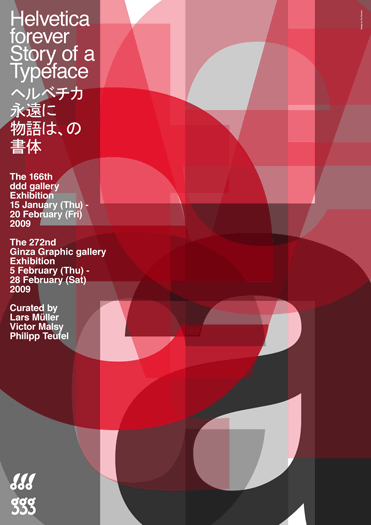 Helvetica
forever
Story of a
Typeface
ヘルベチカ
永遠に
物語は、の
書体
The 166th
ddd gallery
Exhibition
15 January (Thu) -
20 February (Fri)
2009
The 272nd
Ginza Graphic gallery
Exhibition
5 February (Thu) -
28 February (Sat)
2009
Curated by
Lars Müller
Victor Malsy
Philipp Teufel
ddd
ggg